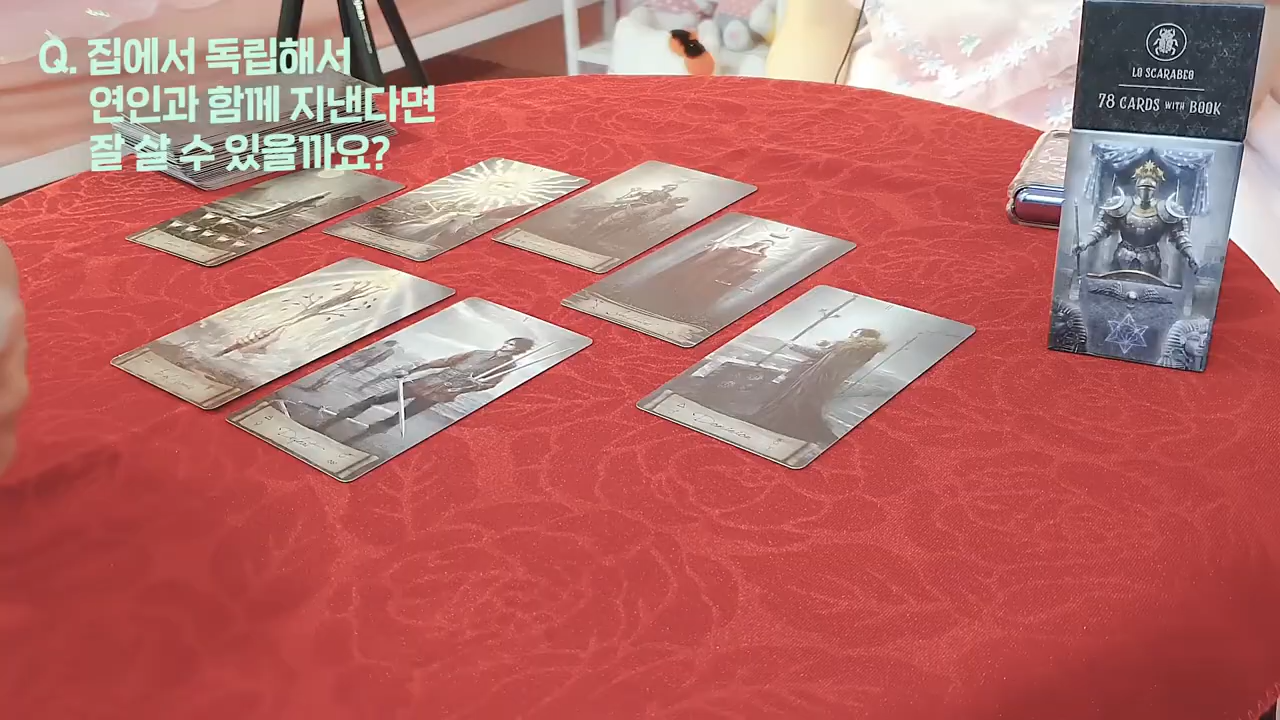 Q. 집에서 독립해서
연인과 함께 지낸다면
잘 살 수 있을까요?
LO SCARABEO
78 CARDS WITH BOOK